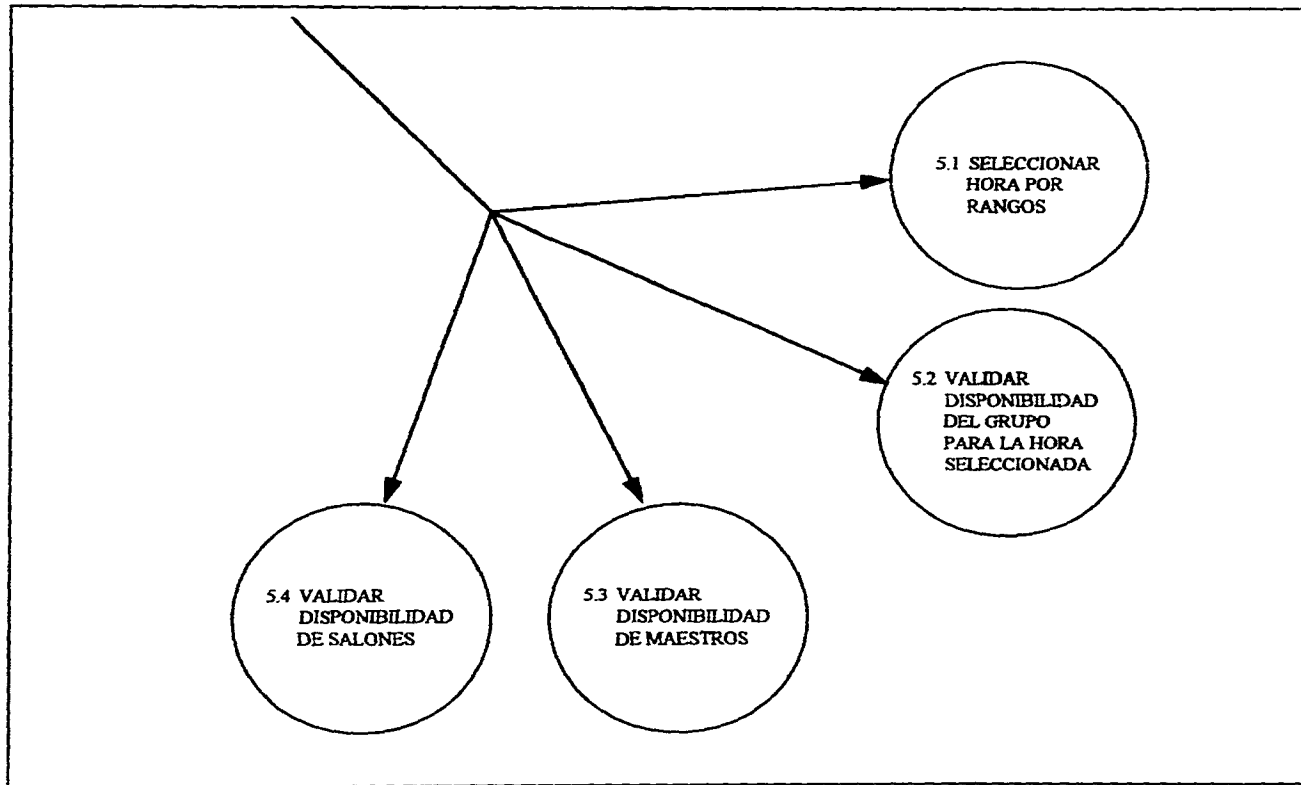 5.1 SELECCIONAR
HORA POR
RANGOS
5.2 VALIDAR
DISPONIBILIDAD
DEL GRUPO
PARA LA HORA
SELECCIONADA
5.4 VALIDAR
DISPONIBILIDAD
DE SALONES
5.3 VALIDAR
DISPONIBILIDAD
DE MAESTROS